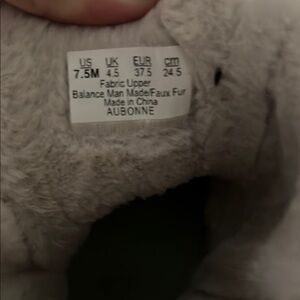 US UK EUR cm
7.5M 4.5 37.5 24.5
Fabric Upper
Balance Man Made/Faux Fur
Made in China
AUBONNE